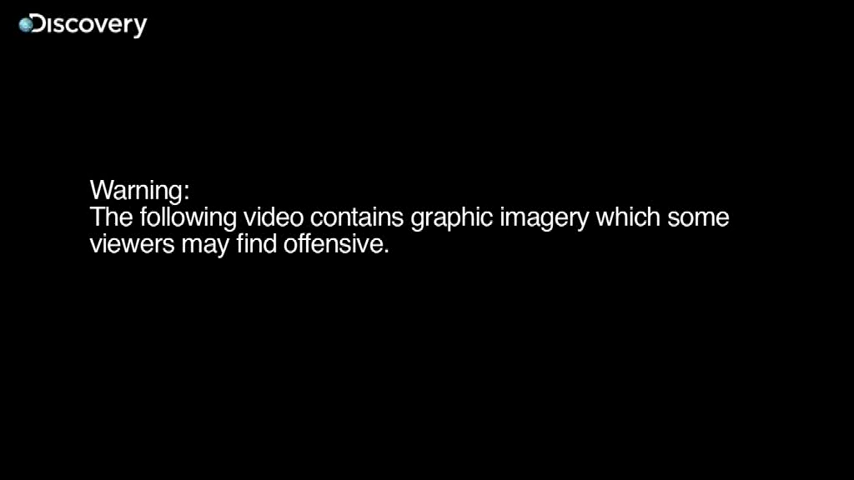 Discovery
Warning:
The following video contains graphic imagery which some
viewers may find offensive.